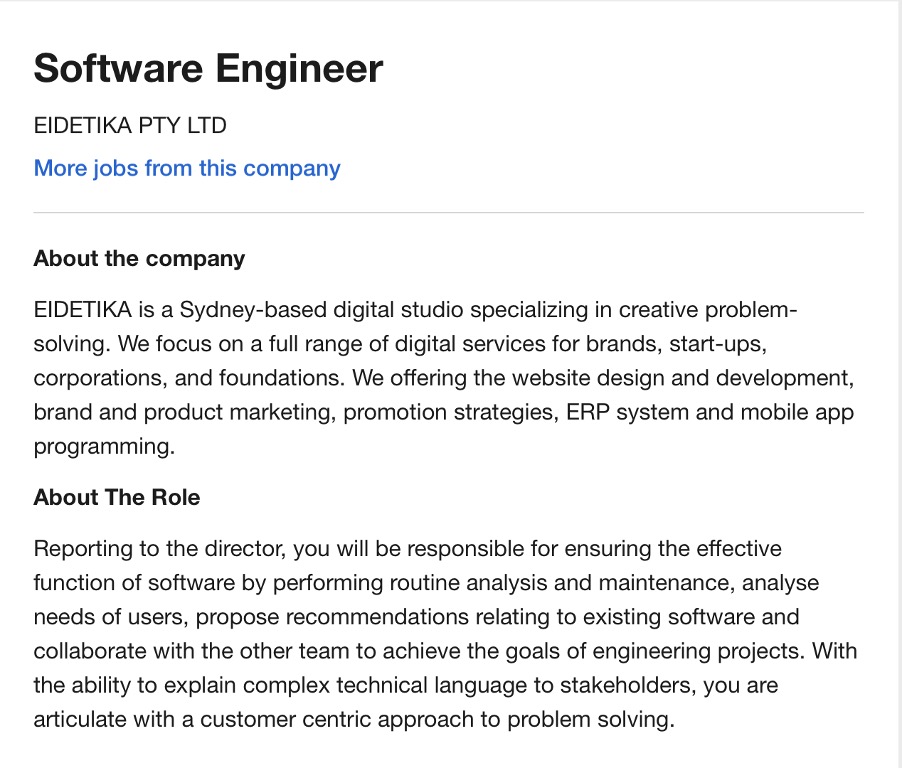 Software Engineer
EIDETIKA PTY LTD
More jobs from this company
About the company
EIDETIKA is a Sydney-based digital studio specializing in creative problem-
solving. We focus on a full range of digital services for brands, start-ups,
corporations, and foundations. We offering the website design and development,
brand and product marketing, promotion strategies, ERP system and mobile app
programming.
About The Role
Reporting to the director, you will be responsible for ensuring the effective
function of software by performing routine analysis and maintenance, analyse
needs of users, propose recommendations relating to existing software and
collaborate with the other team to achieve the goals of engineering projects. With
the ability to explain complex technical language to stakeholders, you are
articulate with a customer centric approach to problem solving.